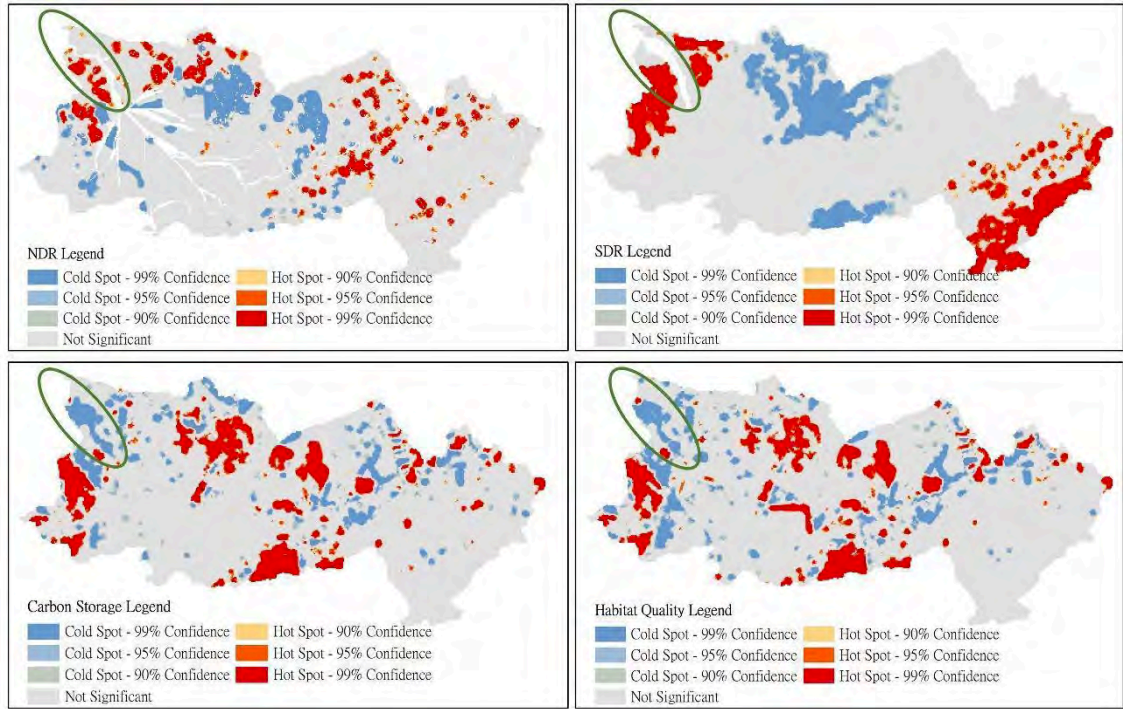 NDR Legend
Cold Spot - 99% Confidence Hot Spot - 90% Confidence
Cold Spot - 95% Confidence Hot Spot - 95% Confidence
Cold Spot - 90% Confidence Hot Spot - 99% Confidence
Not Significant
SDR Legend
Cold Spot - 99% Confidence Hot Spot - 90% Confidence
Cold Spot - 95% Confidence Hot Spot - 95% Confidence
Cold Spot - 90% Confidence Hot Spot - 99% Confidence
Not Significant
Carbon Storage Legend
Cold Spot - 99% Confidence Hot Spot - 90% Confidence
Cold Spot - 95% Confidence Hot Spot - 95% Confidence
Cold Spot - 90% Confidence Hot Spot - 99% Confidence
Not Significant
Habitat Quality Legend
Cold Spot - 99% Confidence Hot Spot - 90% Confidence
Cold Spot - 95% Confidence Hot Spot - 95% Confidence
Cold Spot - 90% Confidence Hot Spot - 99% Confidence
Not Significant